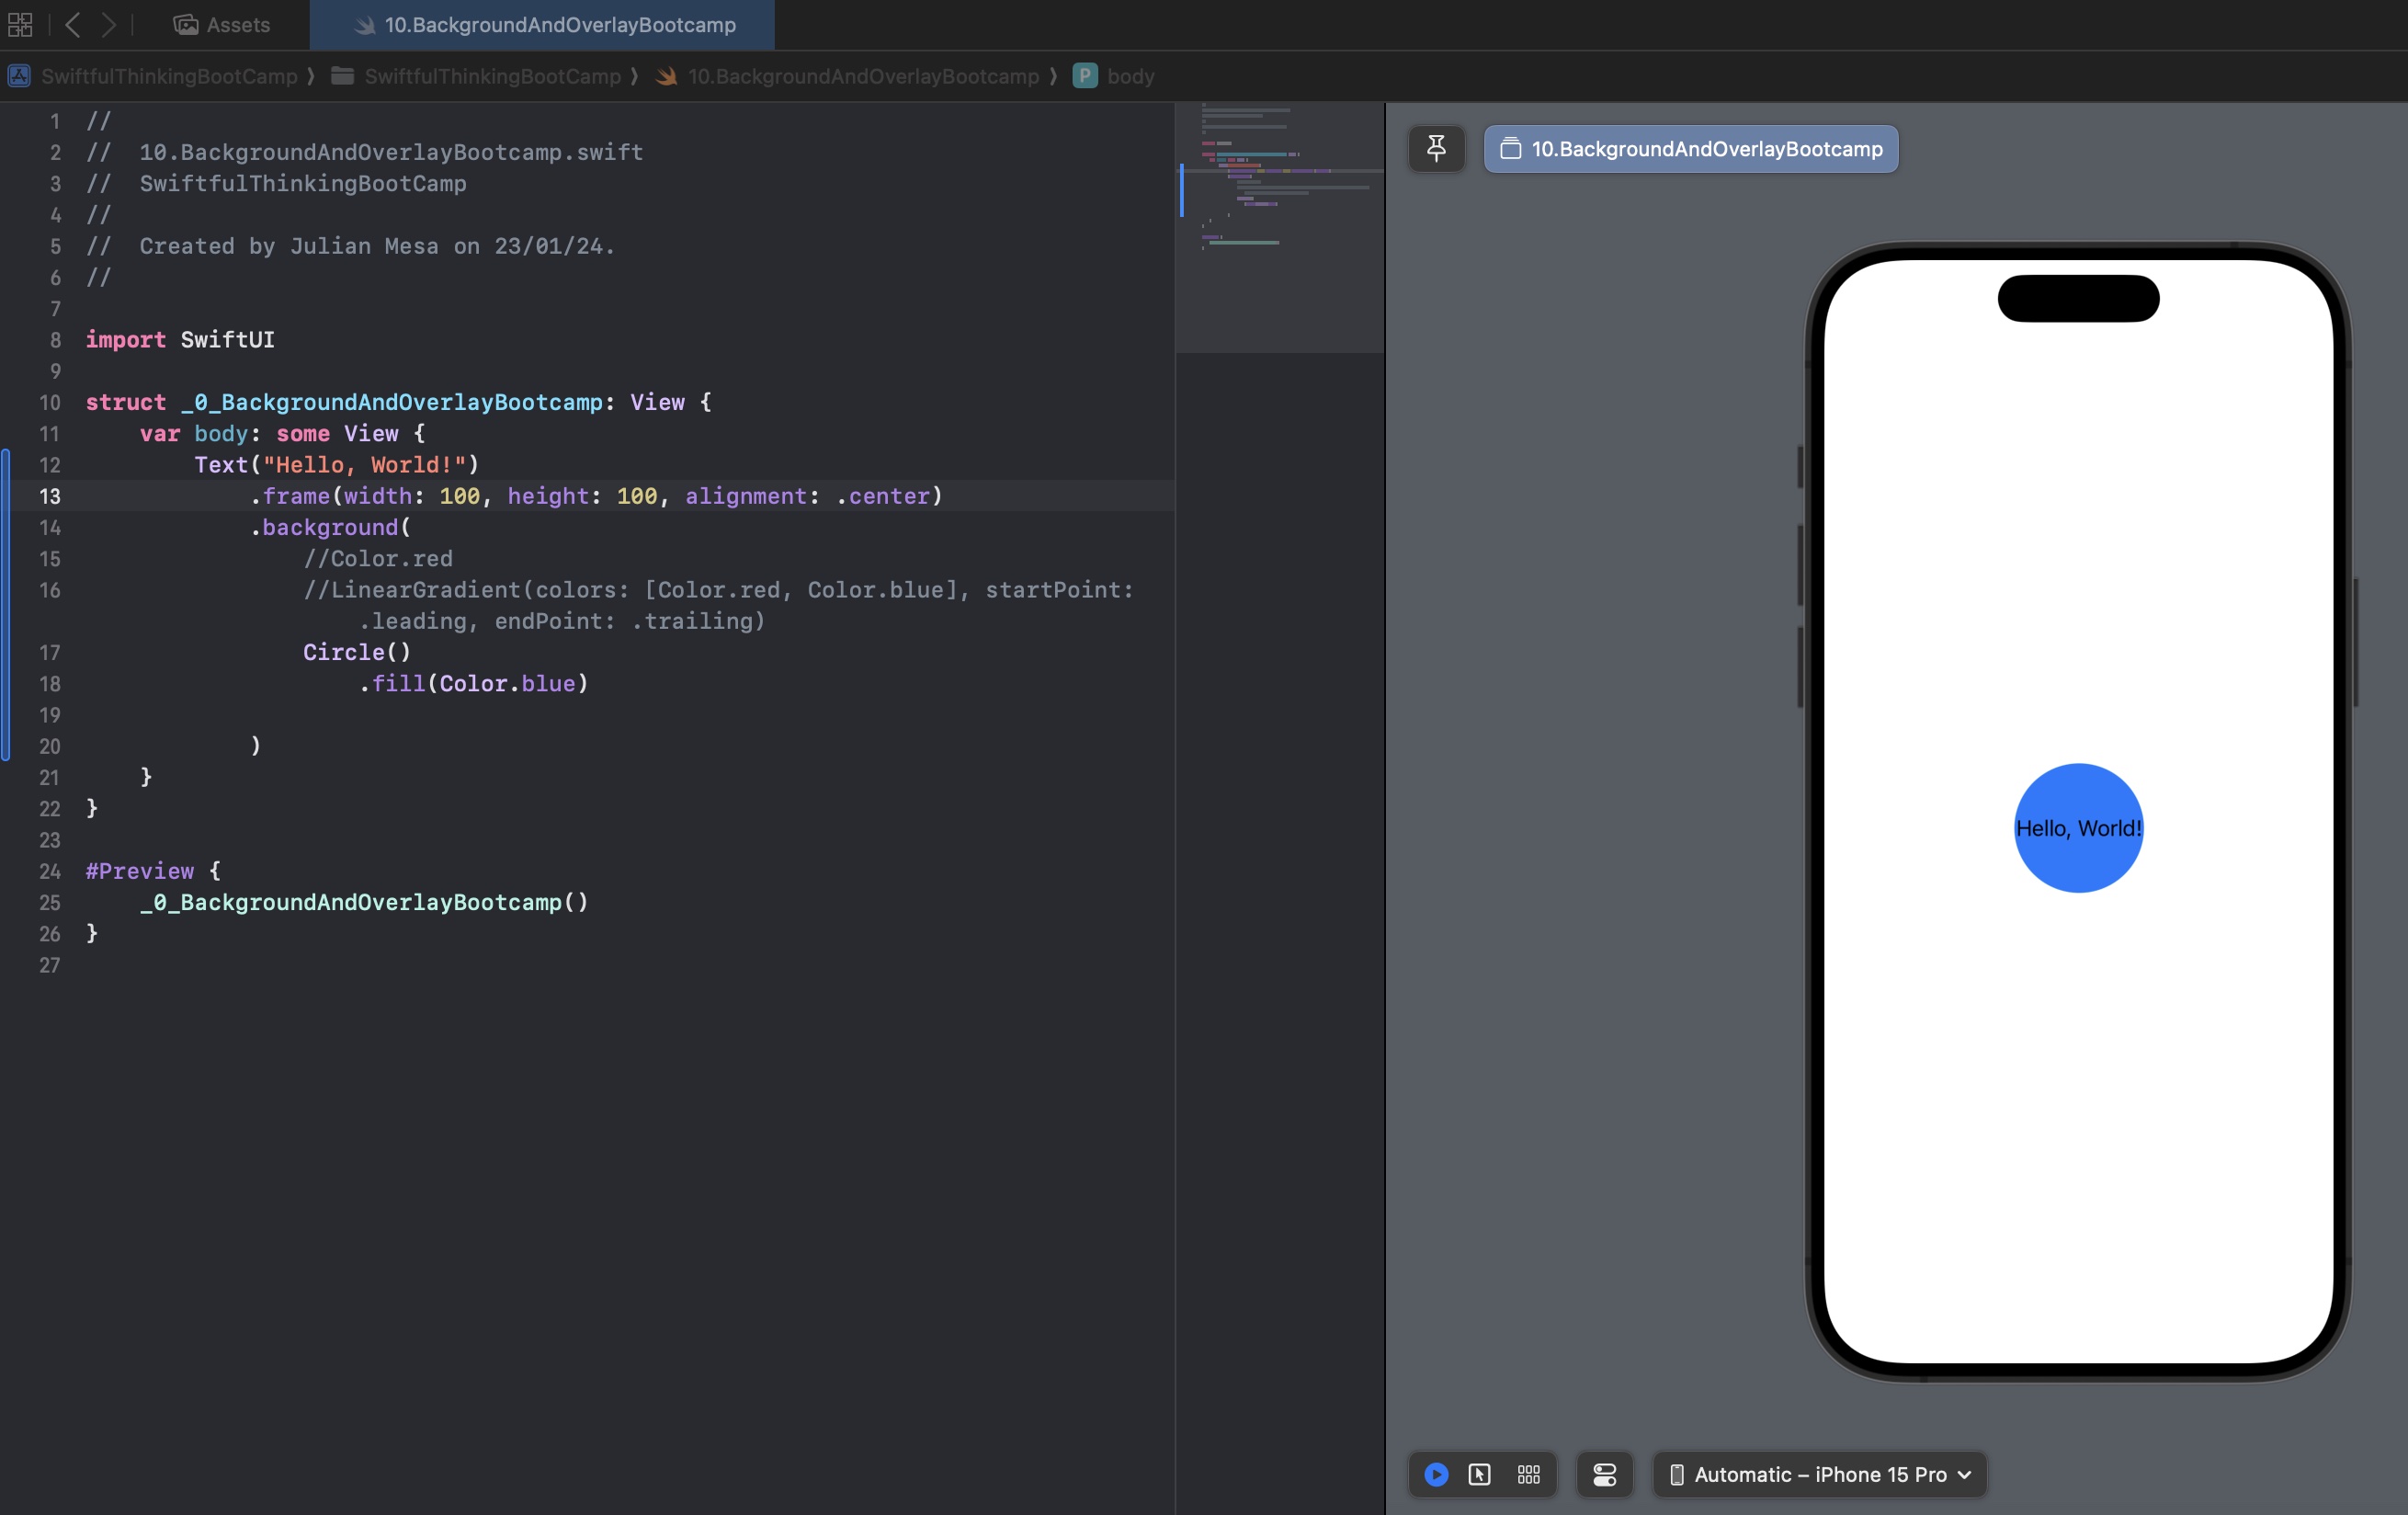 Assets
10.BackgroundAndOverlayBootcamp
SwiftfulThinkingBootCamp ⟩ SwiftfulThinkingBootCamp ⟩ 10.BackgroundAndOverlayBootcamp ⟩ P body
1 //
2 //  10.BackgroundAndOverlayBootcamp.swift
3 //  SwiftfulThinkingBootCamp
4 //
5 //  Created by Julian Mesa on 23/01/24.
6 //
7
8 import SwiftUI
9
10 struct _0_BackgroundAndOverlayBootcamp: View {
11     var body: some View {
12         Text("Hello, World!")
13             .frame(width: 100, height: 100, alignment: .center)
14             .background(
15                 //Color.red
16                 //LinearGradient(colors: [Color.red, Color.blue], startPoint:
                    .leading, endPoint: .trailing)
17                 Circle()
18                     .fill(Color.blue)
19
20             )
21     }
22 }
23
24 #Preview {
25     _0_BackgroundAndOverlayBootcamp()
26 }
27
10.BackgroundAndOverlayBootcamp
Hello, World!
Automatic – iPhone 15 Pro